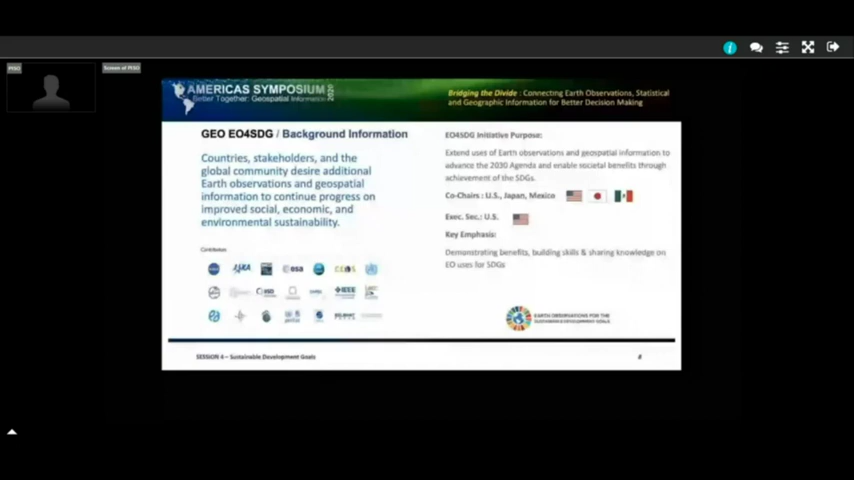 PEGO
Screen of PEGO
AMERICAS SYMPOSIUM 2020
Better Together: Geospatial Information
Bridging the Divide : Connecting Earth Observations, Statistical
and Geographic Information for Better Decision Making
GEO EO4SDG / Background Information
Countries, stakeholders, and the
global community desire additional
Earth observations and geospatial
information to continue progress on
improved social, economic, and
environmental sustainability.
Contributors
EO4SDG Initiative Purpose:
Extend uses of Earth observations and geospatial information to
advance the 2030 Agenda and enable societal benefits through
achievement of the SDGs.
Co-Chairs : U.S., Japan, Mexico
Exec. Sec.: U.S.
Key Emphasis:
Demonstrating benefits, building skills & sharing knowledge on
EO uses for SDGs
esa
CEOS
IEEE
EARTH OBSERVATIONS FOR THE
SUSTAINABLE DEVELOPMENT GOALS
SESSION 4 – Sustainable Development Goals